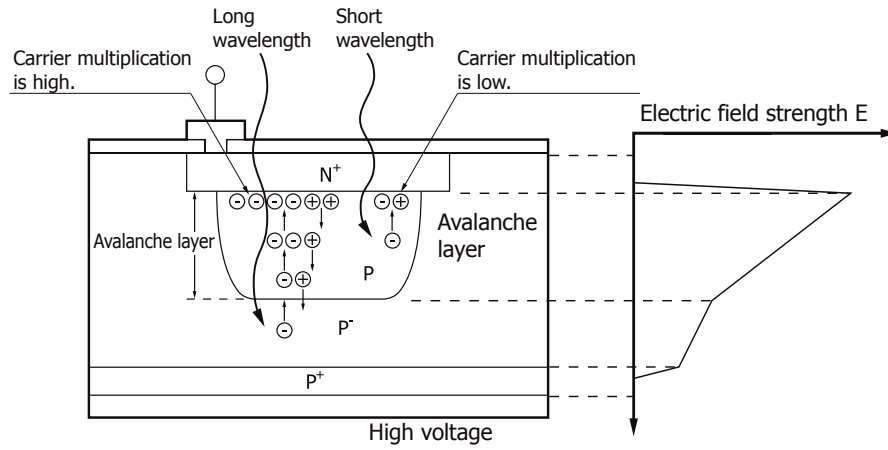 Long
wavelength
Short
wavelength
Carrier multiplication
is high.
Carrier multiplication
is low.
Electric field strength E
N⁺
Avalanche layer
Avalanche
layer
P
P⁻
P⁺
High voltage